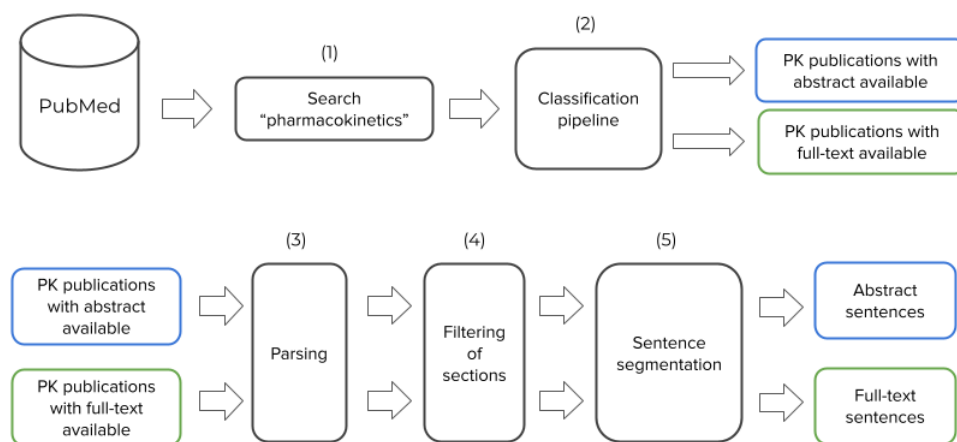 (1)
(2)
PubMed
Search
“pharmacokinetics”
Classification
pipeline
PK publications with
abstract available
PK publications with
full-text available
(3)
(4)
(5)
PK publications
with abstract
available
PK publications
with full-text
available
Parsing
Filtering
of
sections
Sentence
segmentation
Abstract
sentences
Full-text
sentences